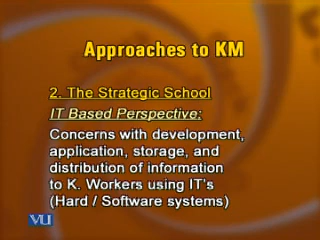 Approaches to KM
2. The Strategic School
IT Based Perspective:
Concerns with development,
application, storage, and
distribution of information
to K. Workers using IT's
(Hard / Software systems)
VU